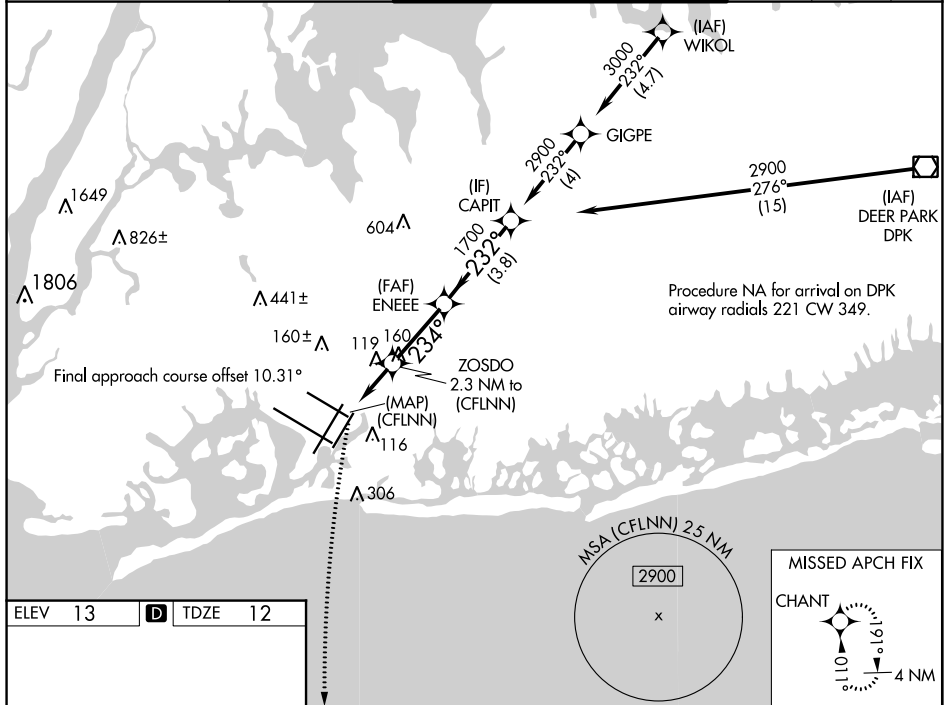 (IAF)
WIKOL
3000
232°
(4.7)
GIGPE
2900
232°
(4)
2900
276°
(15)
(IAF)
DEER PARK
DPK
(IF)
CAPIT
1649
826±
604
1700
232°
(3.8)
1806
441±
(FAF)
ENEEE
Procedure NA for arrival on DPK
airway radials 221 CW 349.
160±
119
160
234°
Final approach course offset 10.31°
ZOSDO
2.3 NM to
(CFLNN)
(MAP)
(CFLNN)
116
306
MSA (CFLNN) 25 NM
2900
x
MISSED APCH FIX
CHANT
191°
011°
4 NM
ELEV 13 D TDZE 12